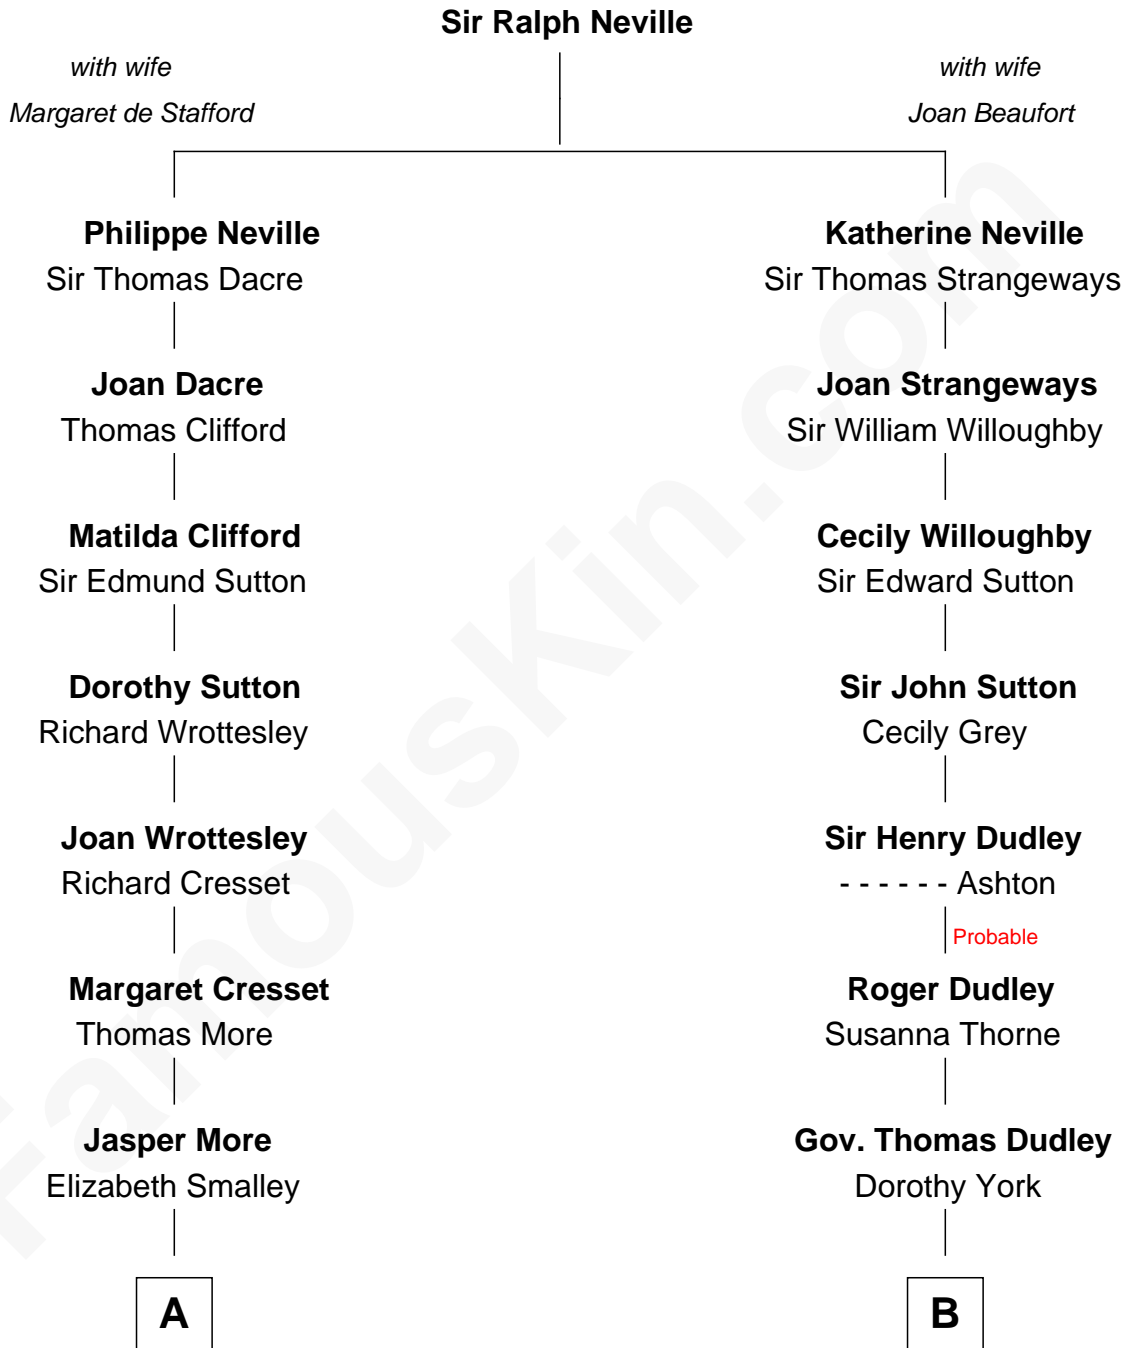 Sir Ralph Neville
with wife
Margaret de Stafford
with wife
Joan Beaufort
Philippe Neville
Sir Thomas Dacre
Joan Dacre
Thomas Clifford
Matilda Clifford
Sir Edmund Sutton
Dorothy Sutton
Richard Wrottesley
Joan Wrottesley
Richard Cresset
Margaret Cresset
Thomas More
Jasper More
Elizabeth Smalley
A
Katherine Neville
Sir Thomas Strangeways
Joan Strangeways
Sir William Willoughby
Cecily Willoughby
Sir Edward Sutton
Sir John Sutton
Cecily Grey
Sir Henry Dudley
- - - - - - Ashton
Probable
Roger Dudley
Susanna Thorne
Gov. Thomas Dudley
Dorothy York
B
FamousKin.com